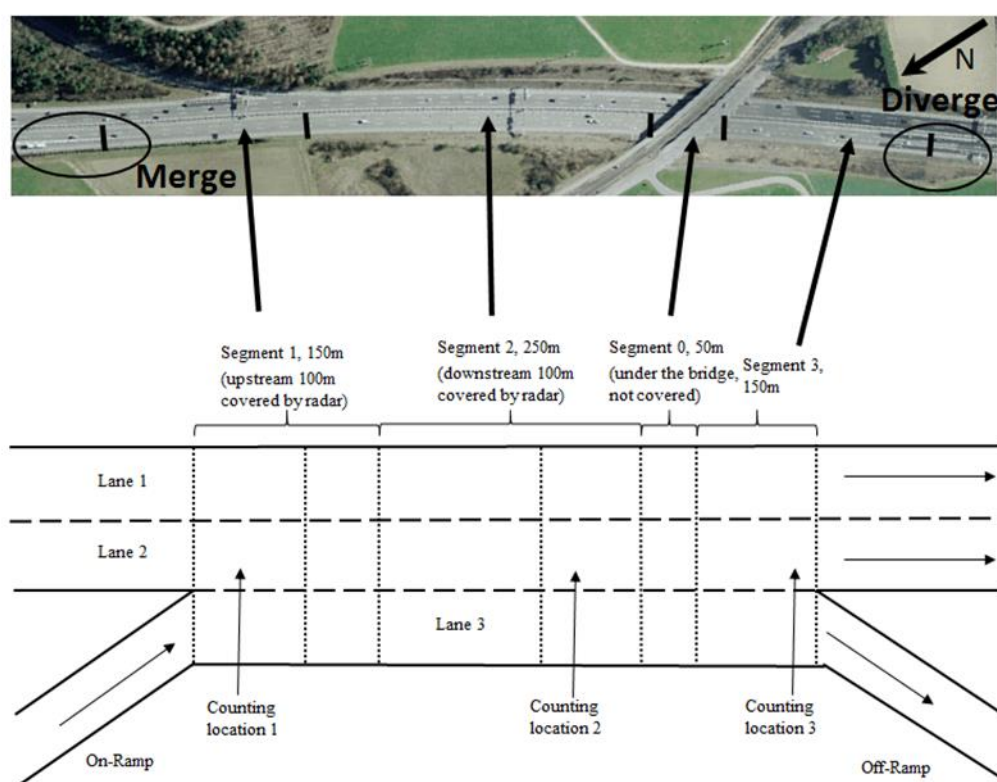 N
Diverge
Merge
Segment 1, 150m
(upstream 100m
covered by radar)
Segment 2, 250m
(downstream 100m
covered by radar)
Segment 0, 50m
(under the bridge,
not covered)
Segment 3,
150m
Lane 1
Lane 2
Lane 3
Counting
location 1
Counting
location 2
Counting
location 3
On-Ramp
Off-Ramp